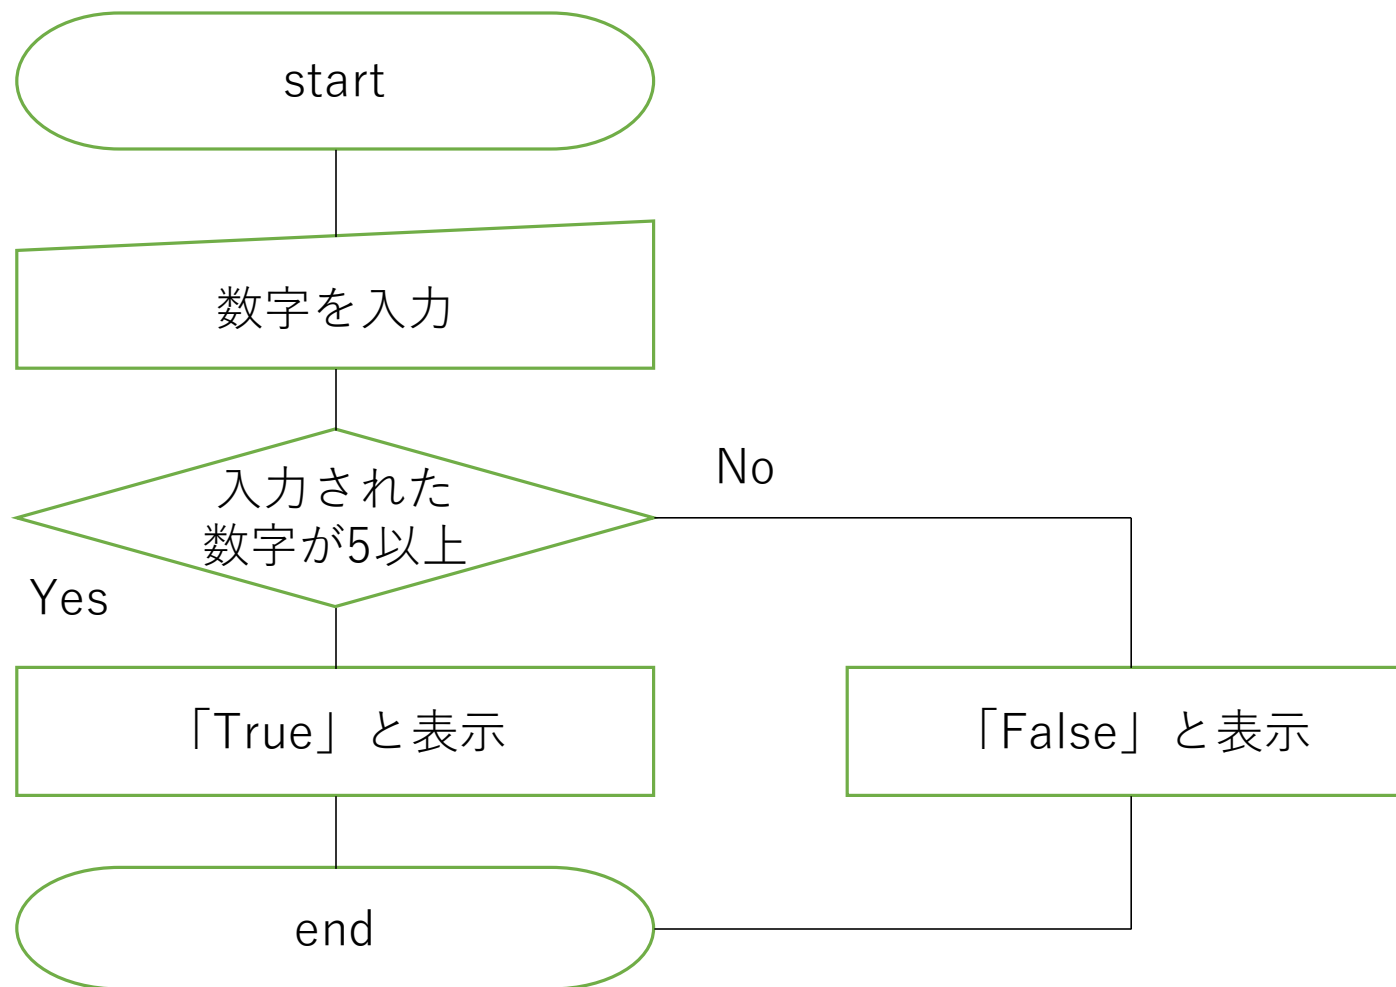 start
数字を入力
入力された
数字が5以上
No
Yes
「True」と表示
「False」と表示
end